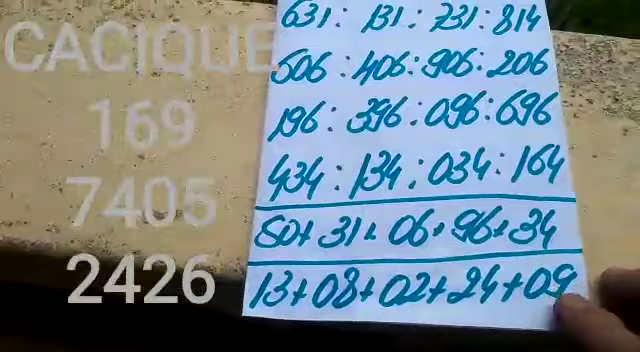 CACIQUE
169
7405
2426
631: 131: 731: 814
506: 406: 906: 206
196: 396: 096: 696
434: 134: 034: 164
50+ 31+ 06+ 96+ 34
13+08+02+24+09